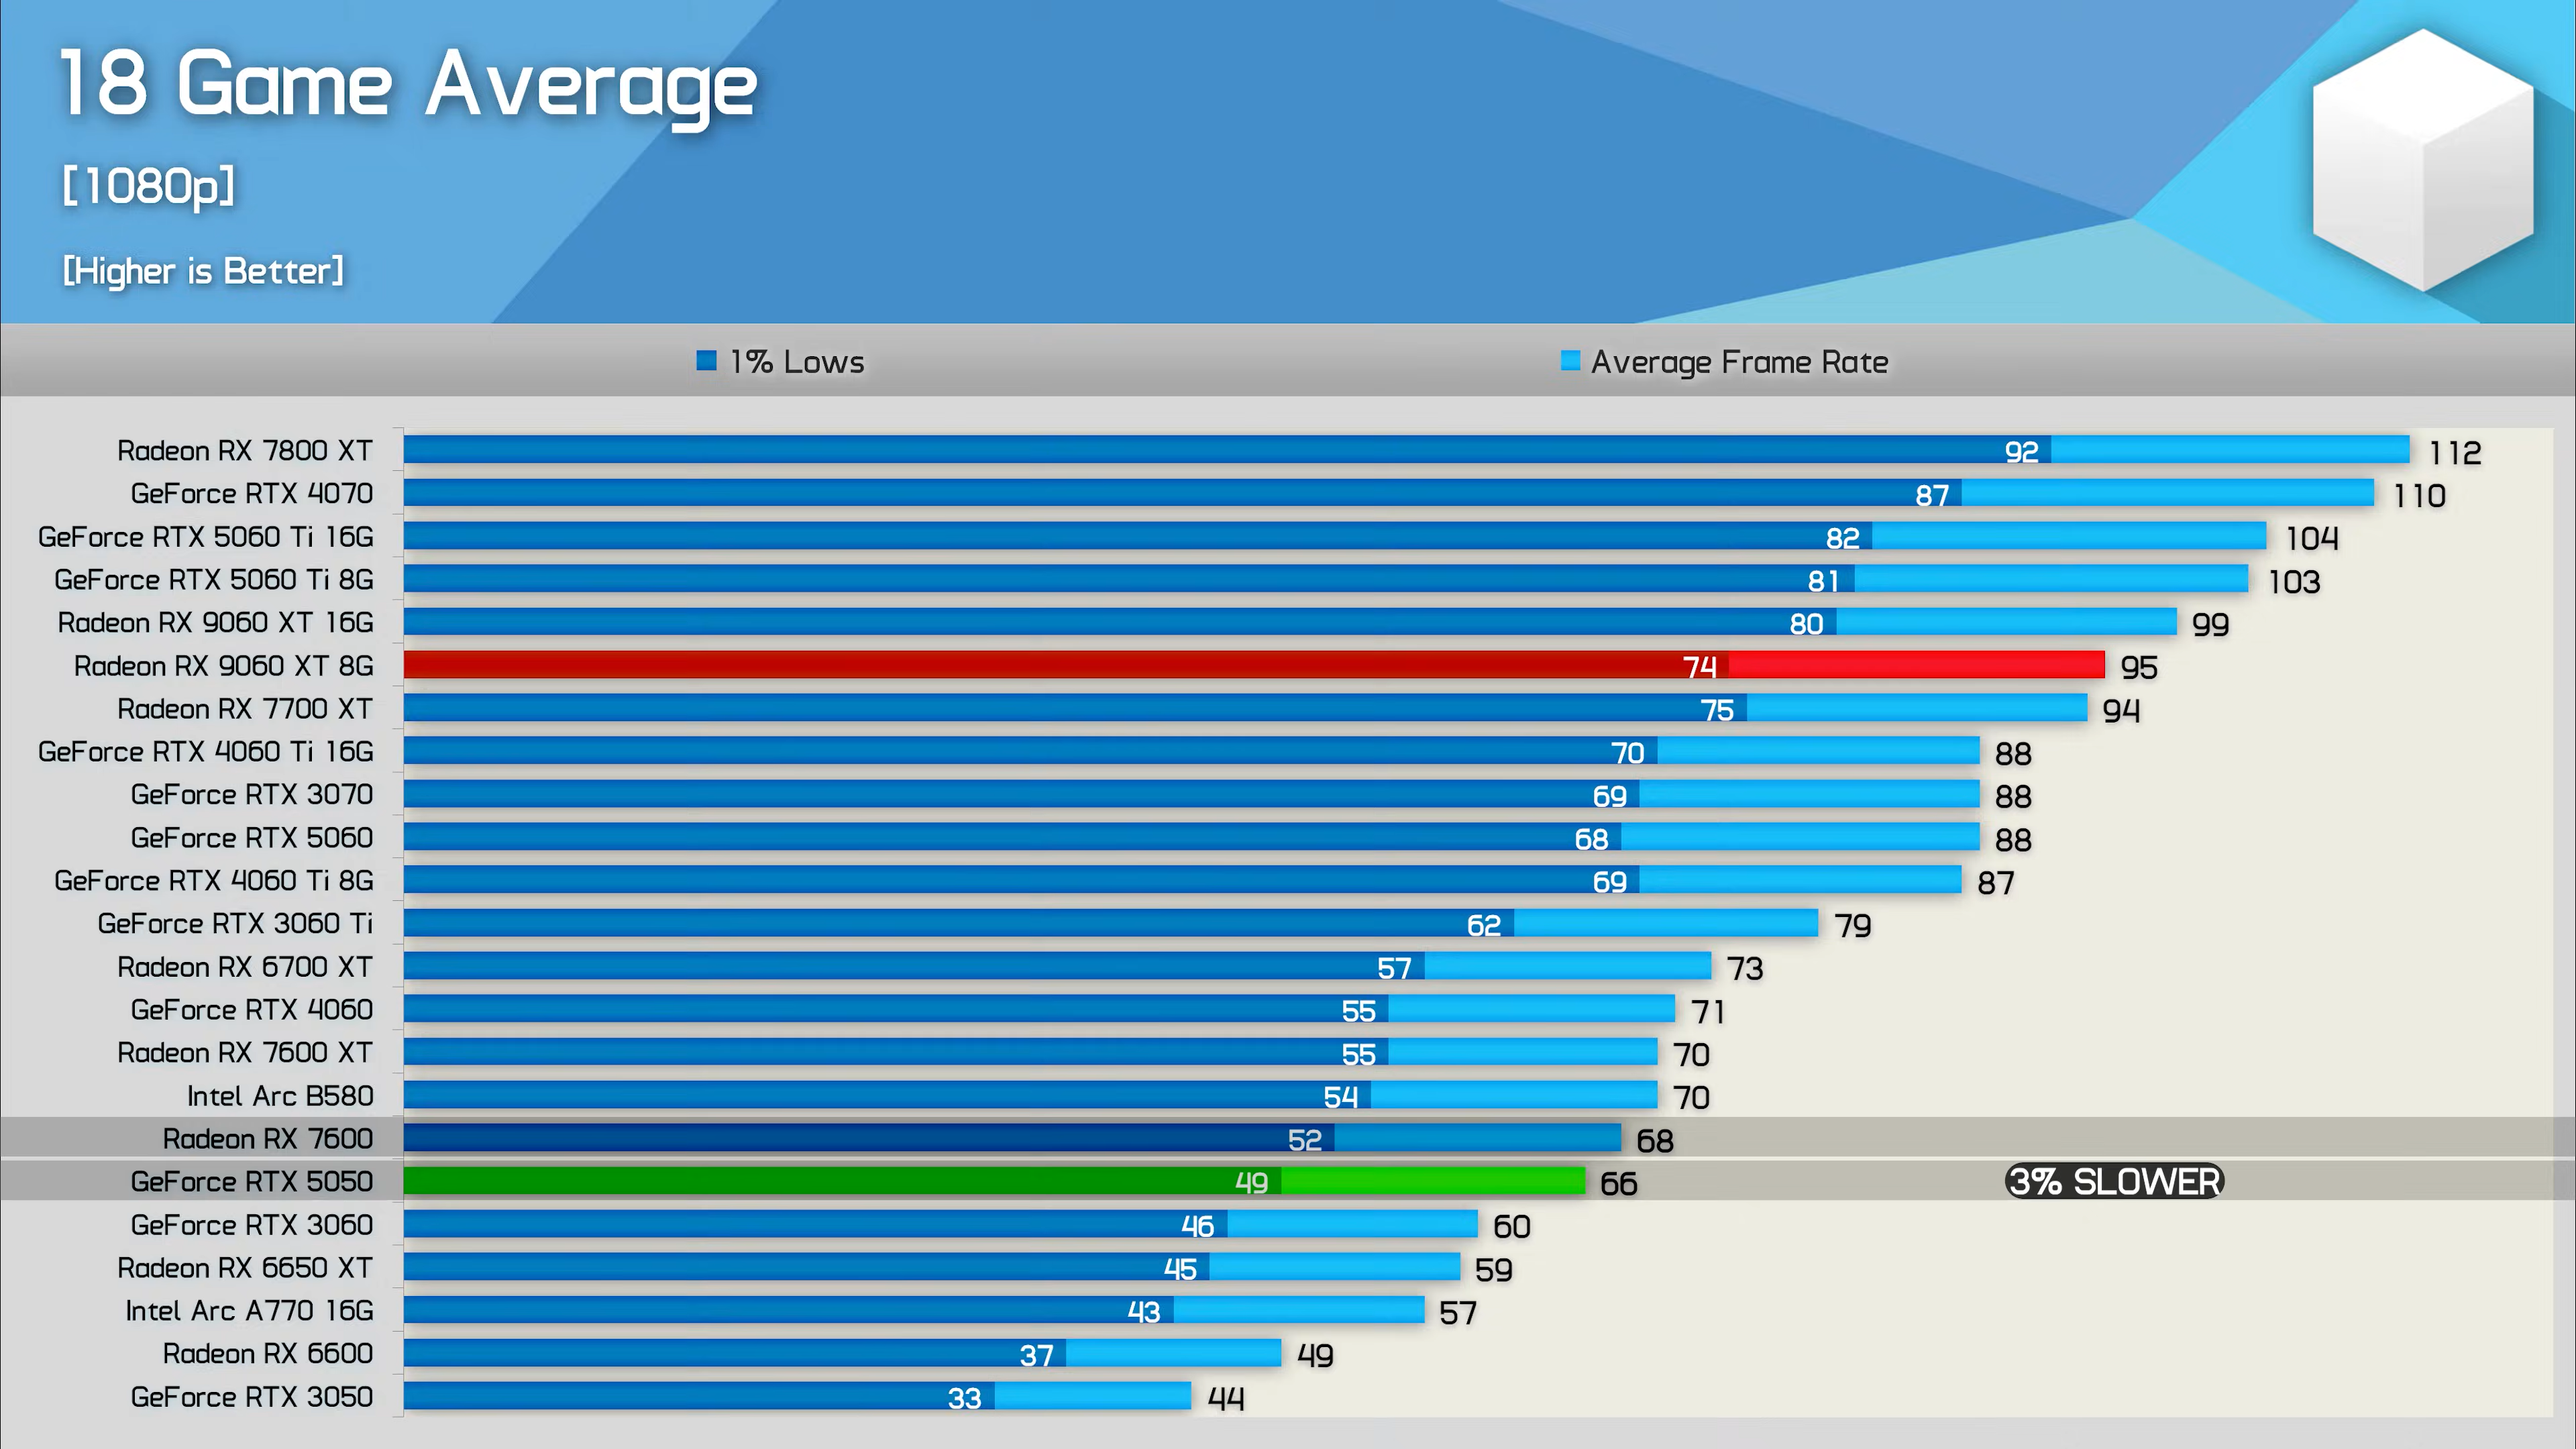 18 Game Average
[1080p]
[Higher is Better]
1% Lows Average Frame Rate
Radeon RX 7800 XT 92 112
GeForce RTX 4070 87 110
GeForce RTX 5060 Ti 16G 82 104
GeForce RTX 5060 Ti 8G 81 103
Radeon RX 9060 XT 16G 80 99
Radeon RX 9060 XT 8G 74 95
Radeon RX 7700 XT 75 94
GeForce RTX 4060 Ti 16G 70 88
GeForce RTX 3070 69 88
GeForce RTX 5060 68 88
GeForce RTX 4060 Ti 8G 69 87
GeForce RTX 3060 Ti 62 79
Radeon RX 6700 XT 57 73
GeForce RTX 4060 55 71
Radeon RX 7600 XT 55 70
Intel Arc B580 54 70
Radeon RX 7600 52 68
GeForce RTX 5050 49 66 3% SLOWER
GeForce RTX 3060 46 60
Radeon RX 6650 XT 45 59
Intel Arc A770 16G 43 57
Radeon RX 6600 37 49
GeForce RTX 3050 33 44